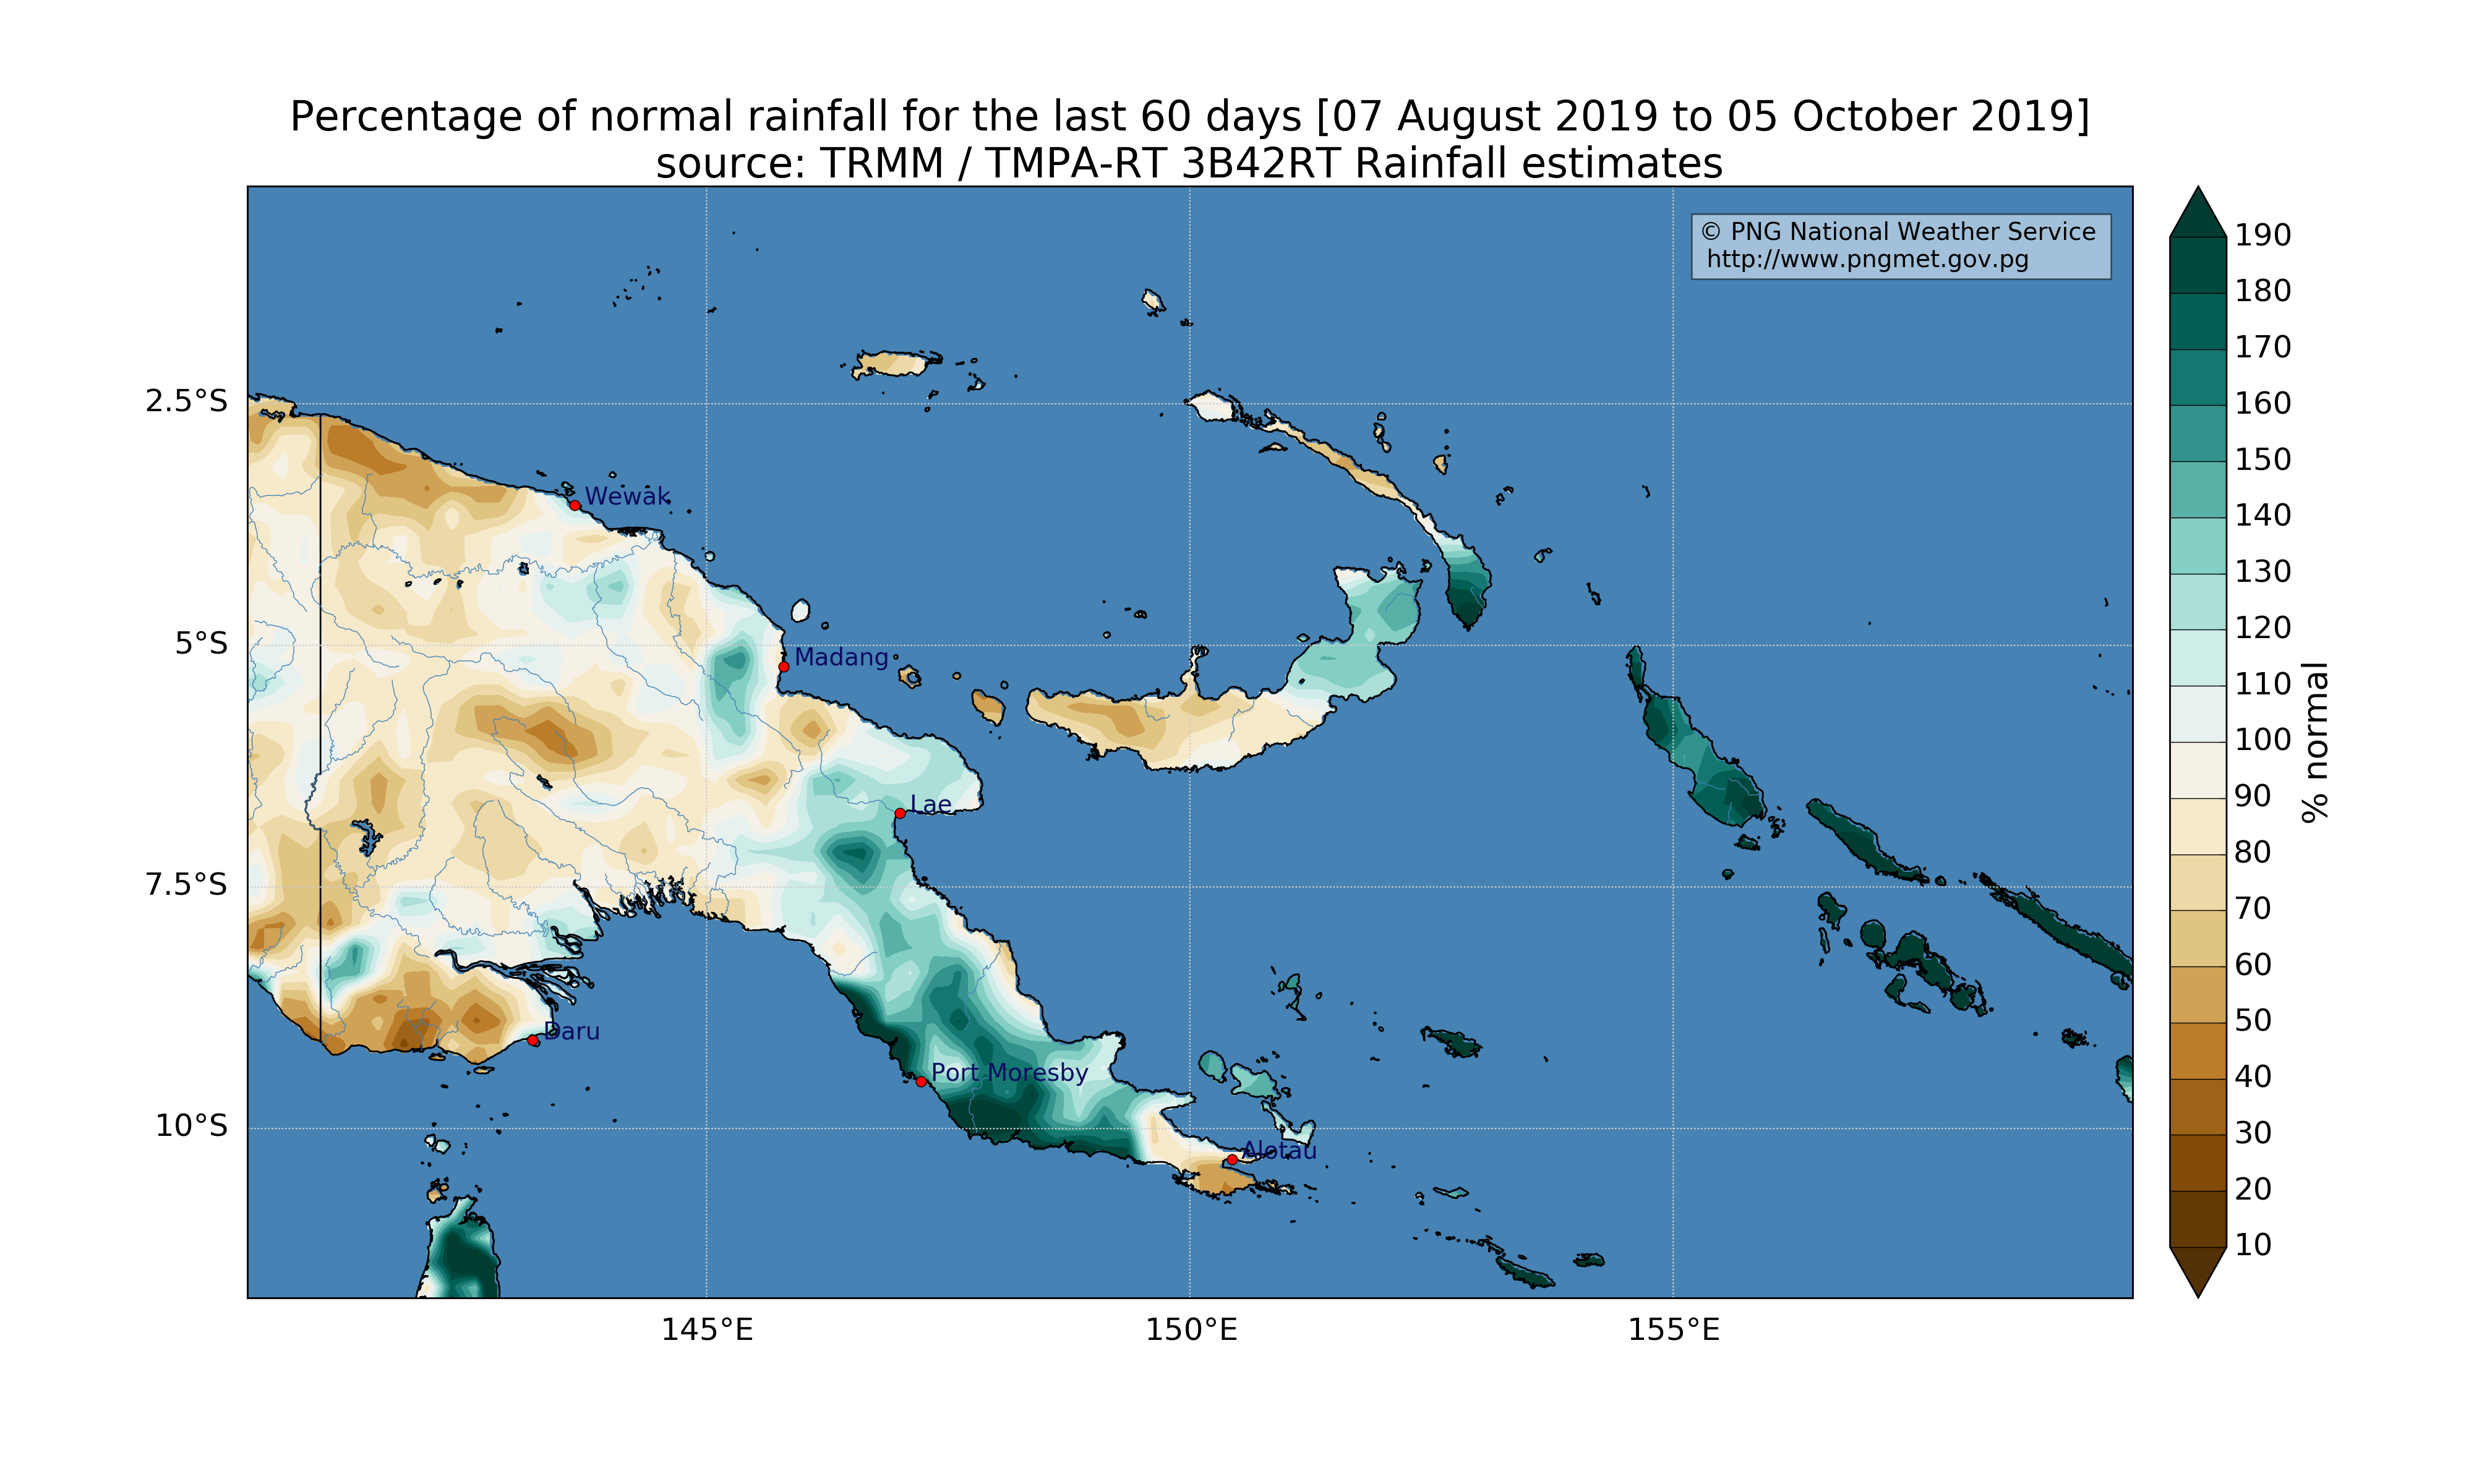 Percentage of normal rainfall for the last 60 days [07 August 2019 to 05 October 2019]
source: TRMM / TMPA-RT 3B42RT Rainfall estimates
© PNG National Weather Service
http://www.pngmet.gov.pg
190
180
170
160
150
140
130
120
110
100
90
80
70
60
50
40
30
20
10
% normal
2.5°S
5°S
7.5°S
10°S
Wewak
Madang
Lae
Daru
Port Moresby
Alotau
145°E
150°E
155°E